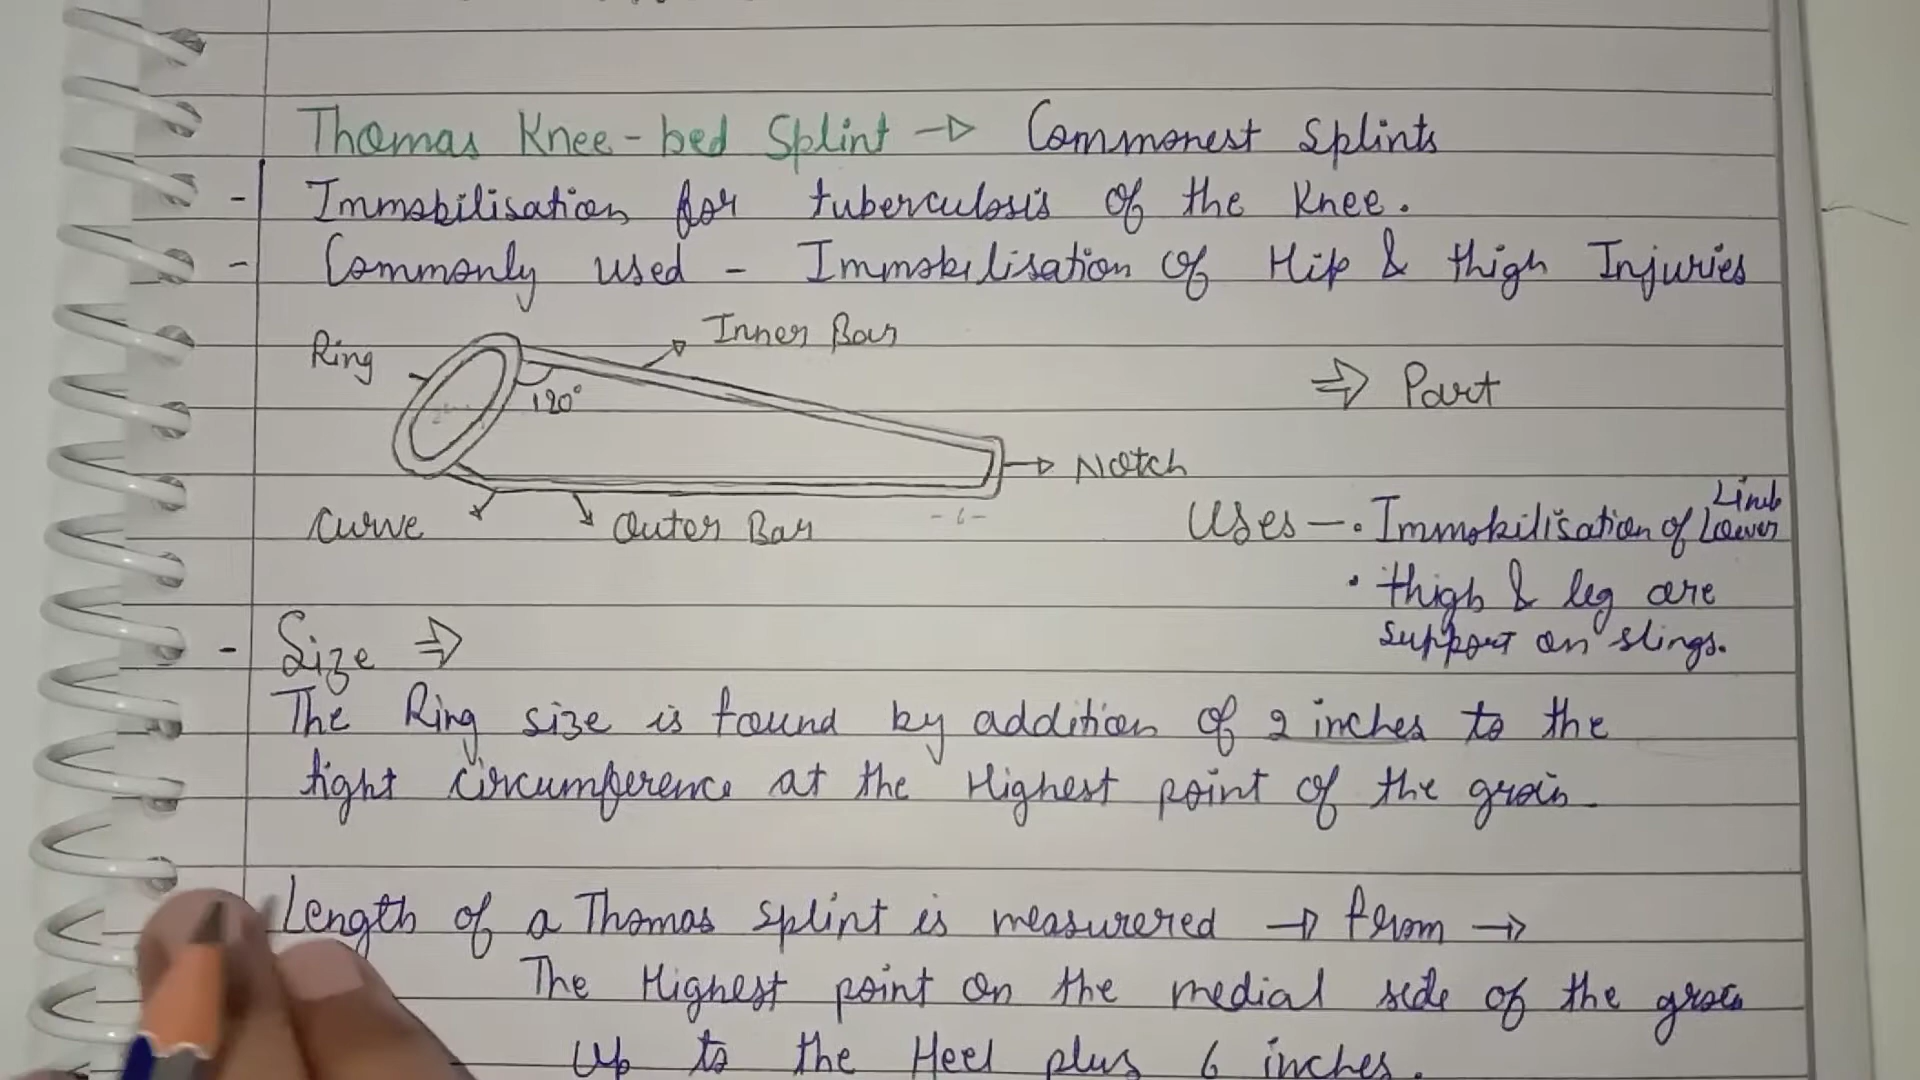 Thomas Knee-bed Splint → Commonest Splints
- Immobilisation for tuberculosis of the Knee.
- Commonly used - Immobilisation of Hip & thigh Injuries
Ring
Inner Bar
120°
⇒ Part
Notch
Curve
Outer Bar
- 6 -
Uses - • Immobilisation of Lower Limb
• thigh & leg are
support on slings.
- Size ⇒
The Ring size is found by addition of 2 inches to the
tight circumference at the Highest point of the groin.
Length of a Thomas splint is measurered → from →
The Highest point on the medial side of the groin
Up to the Heel plus 6 inches.